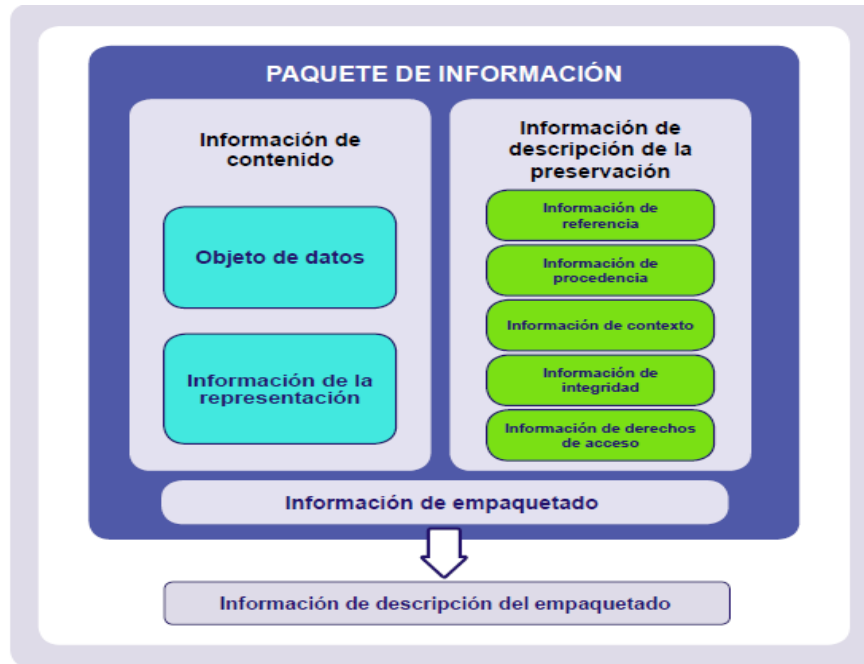 PAQUETE DE INFORMACIÓN
Información de
contenido
Objeto de datos
Información de la
representación
Información de
descripción de la
preservación
Información de
referencia
Información de
procedencia
Información de contexto
Información de
integridad
Información de derechos
de acceso
Información de empaquetado
Información de descripción del empaquetado